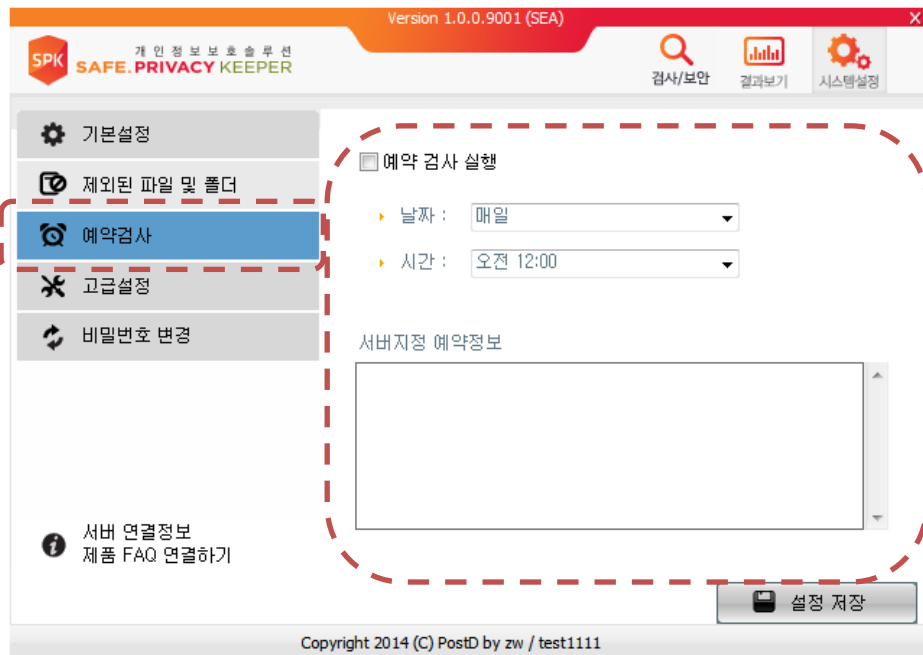 Version 1.0.0.9001 (SEA)
X
SPK
개인정보보호솔루션
SAFE.PRIVACY KEEPER
검사/보안
결과보기
시스템설정
기본설정
제외된 파일 및 폴더
예약검사
고급설정
비밀번호 변경
예약 검사 실행
날짜 :
매일
시간 :
오전 12:00
서버지정 예약정보
서버 연결정보
제품 FAQ 연결하기
설정 저장
Copyright 2014 (C) PostD by zw / test1111